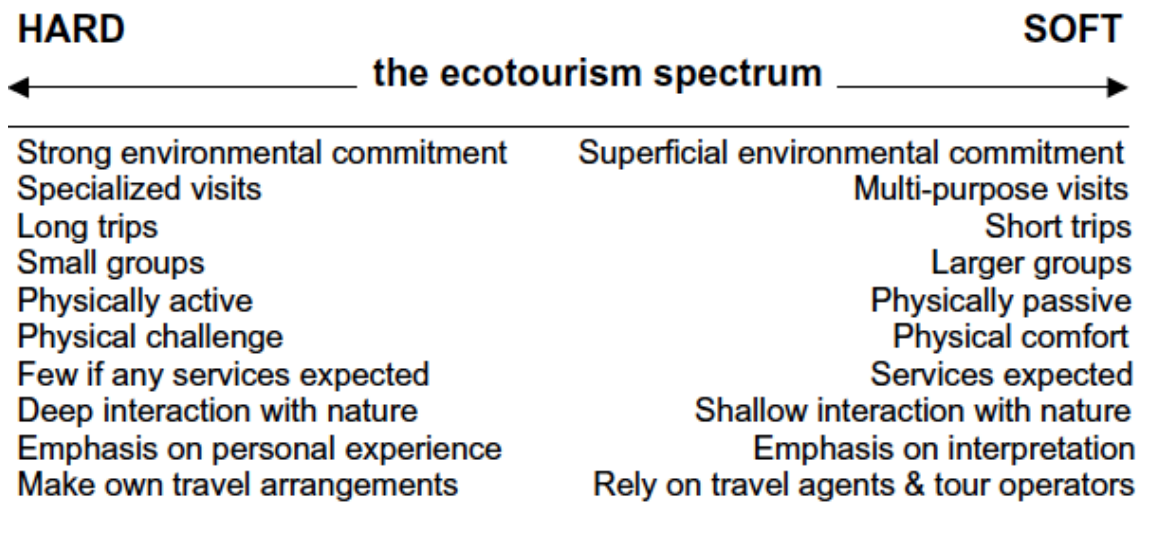 HARD SOFT
the ecotourism spectrum
Strong environmental commitment Superficial environmental commitment
Specialized visits Multi-purpose visits
Long trips Short trips
Small groups Larger groups
Physically active Physically passive
Physical challenge Physical comfort
Few if any services expected Services expected
Deep interaction with nature Shallow interaction with nature
Emphasis on personal experience Emphasis on interpretation
Make own travel arrangements Rely on travel agents & tour operators